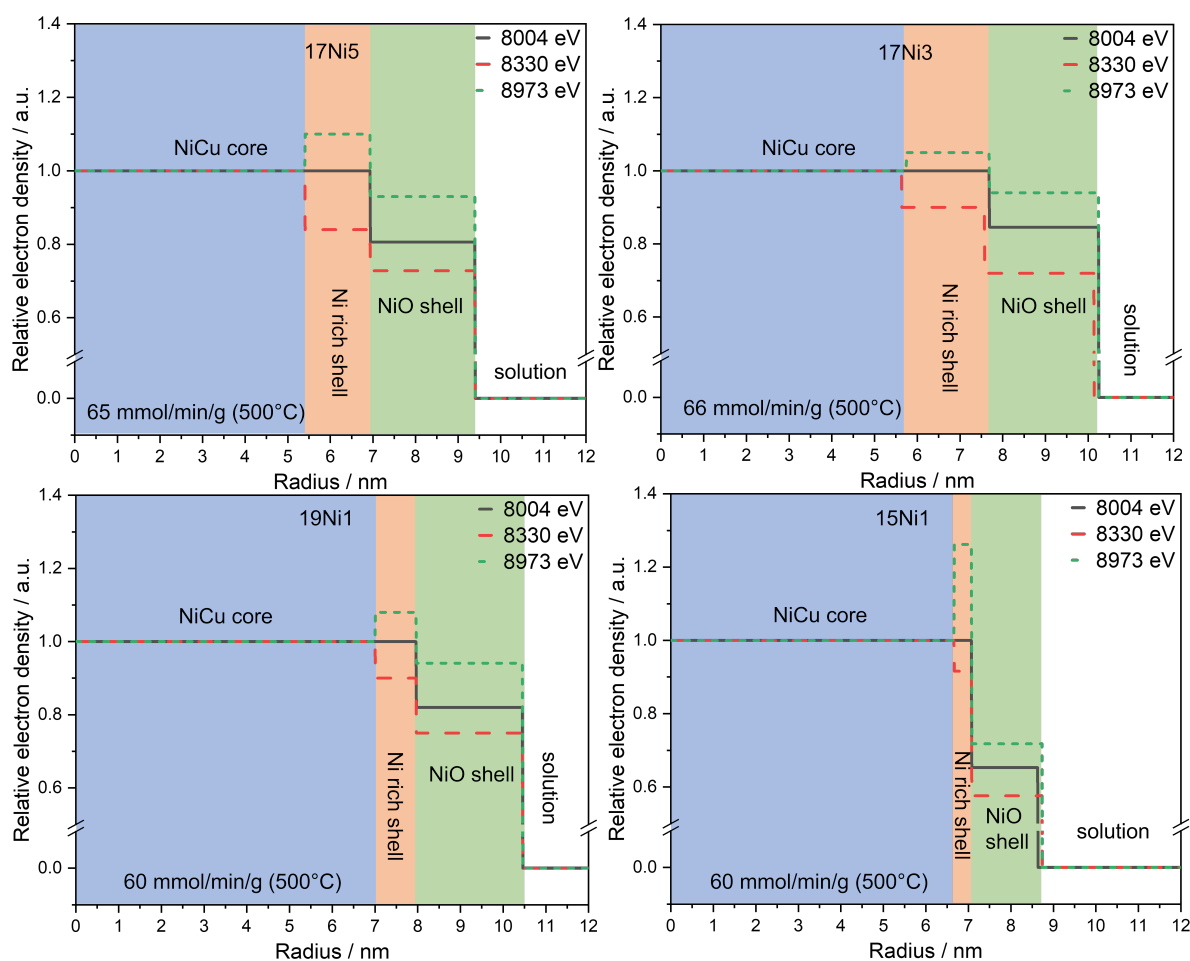 1.4
1.2
1.0
0.8
0.6
0.0
Relative electron density / a.u.
17Ni5
8004 eV
8330 eV
8973 eV
NiCu core
Ni rich shell
NiO shell
solution
65 mmol/min/g (500°C)
0 1 2 3 4 5 6 7 8 9 10 11 12
Radius / nm
1.4
1.2
1.0
0.8
0.6
0.0
Relative electron density / a.u.
17Ni3
8004 eV
8330 eV
8973 eV
NiCu core
Ni rich shell
NiO shell
solution
66 mmol/min/g (500°C)
0 1 2 3 4 5 6 7 8 9 10 11 12
Radius / nm
1.4
1.2
1.0
0.8
0.6
0.0
Relative electron density / a.u.
19Ni1
8004 eV
8330 eV
8973 eV
NiCu core
Ni rich shell
NiO shell
solution
60 mmol/min/g (500°C)
0 1 2 3 4 5 6 7 8 9 10 11 12
Radius / nm
1.4
1.2
1.0
0.8
0.6
0.0
Relative electron density / a.u.
15Ni1
8004 eV
8330 eV
8973 eV
NiCu core
Ni rich shell
NiO
shell
solution
60 mmol/min/g (500°C)
0 1 2 3 4 5 6 7 8 9 10 11 12
Radius / nm